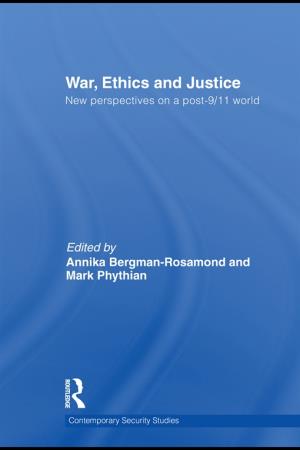 War, Ethics and Justice
New perspectives on a post-9/11 world
Edited by
Annika Bergman-Rosamond and
Mark Phythian
ROUTLEDGE
Contemporary Security Studies